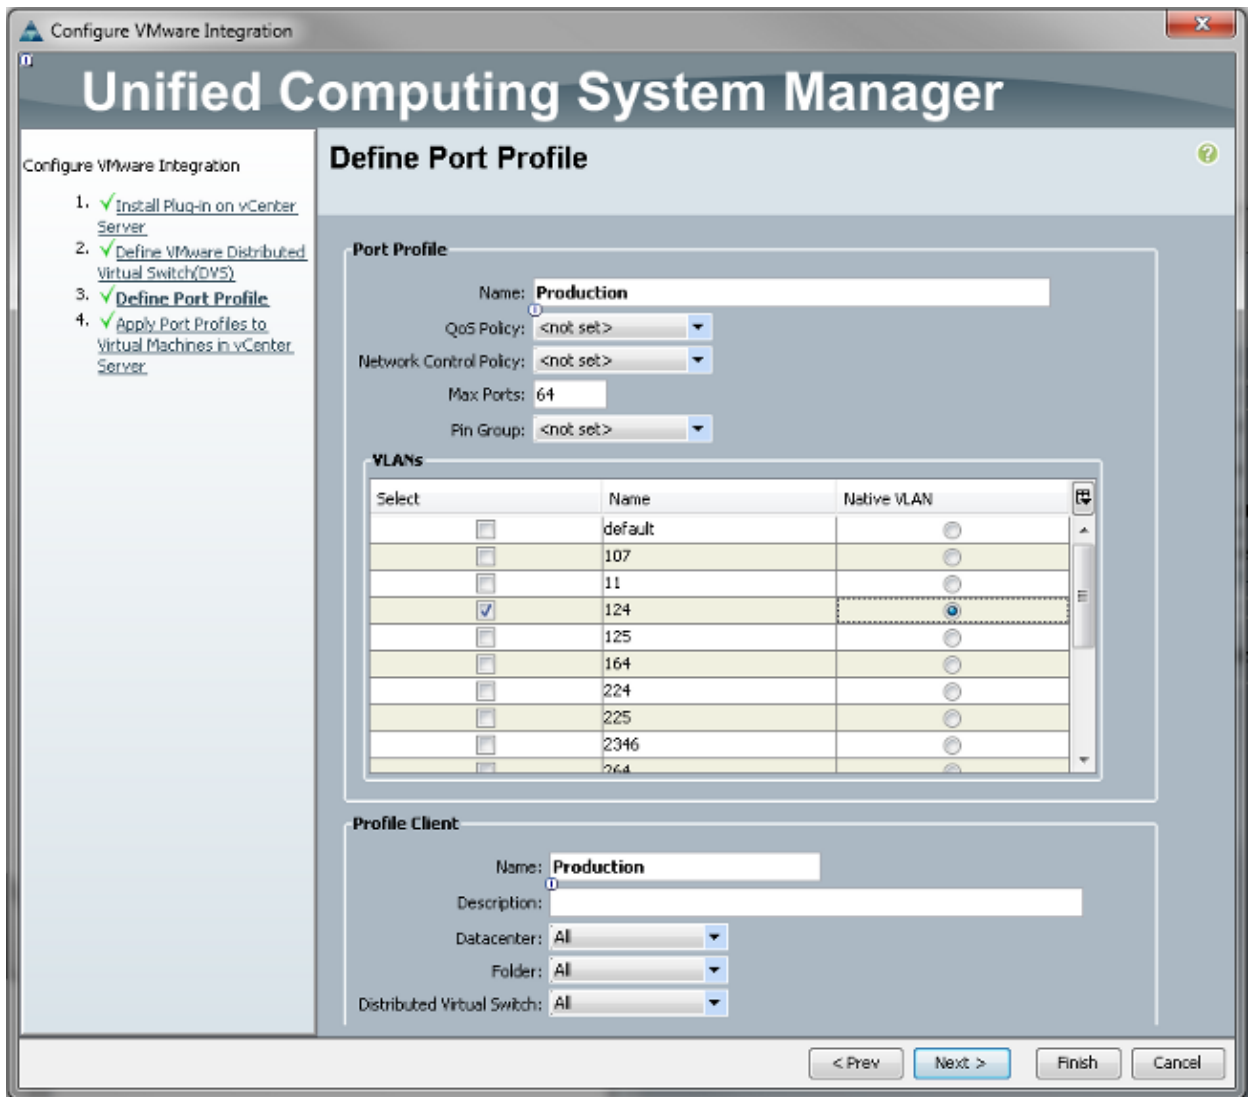 Configure VMware Integration
Unified Computing System Manager
Configure VMware Integration
1. Install Plug-in on vCenter
Server
2. Define VMware Distributed
Virtual Switch(DVS)
3. Define Port Profile
4. Apply Port Profiles to
Virtual Machines in vCenter
Server
Define Port Profile
Port Profile
Name: Production
QoS Policy: <not set>
Network Control Policy: <not set>
Max Ports: 64
Pin Group: <not set>
VLANs
Select Name Native VLAN
default
107
11
124
125
164
224
225
2346
264
Profile Client
Name: Production
Description:
Datacenter: All
Folder: All
Distributed Virtual Switch: All
< Prev Next > Finish Cancel